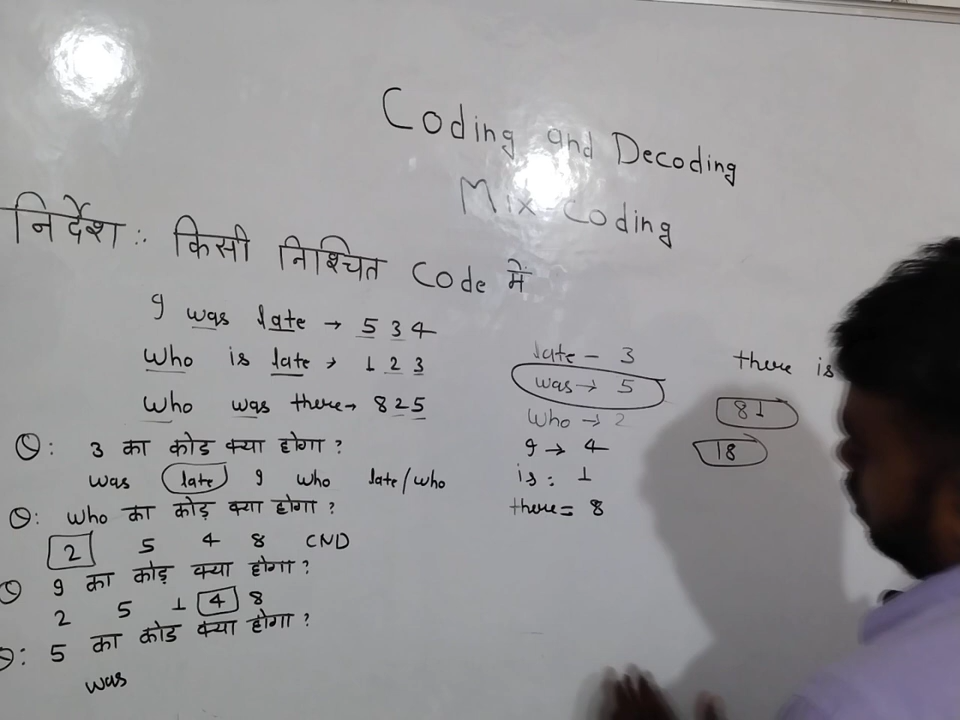 Coding and Decoding
Mix-Coding
निर्देश :. किसी निश्चित Code में
9 was late → 5 3 4
Who is late → 1 2 3
Who was there → 8 2 5
Q: 3 का कोड क्या होगा ?
was late 9 who late/who
Q: who का कोड़ क्या होगा ?
2 5 4 8 CND
Q 9 का कोड़ क्या होगा ?
2 5 1 4 8
Q: 5 का कोड क्या होगा ?
was
late - 3
was → 5
Who → 2
9 → 4
is : 1
there = 8
there is
81
18